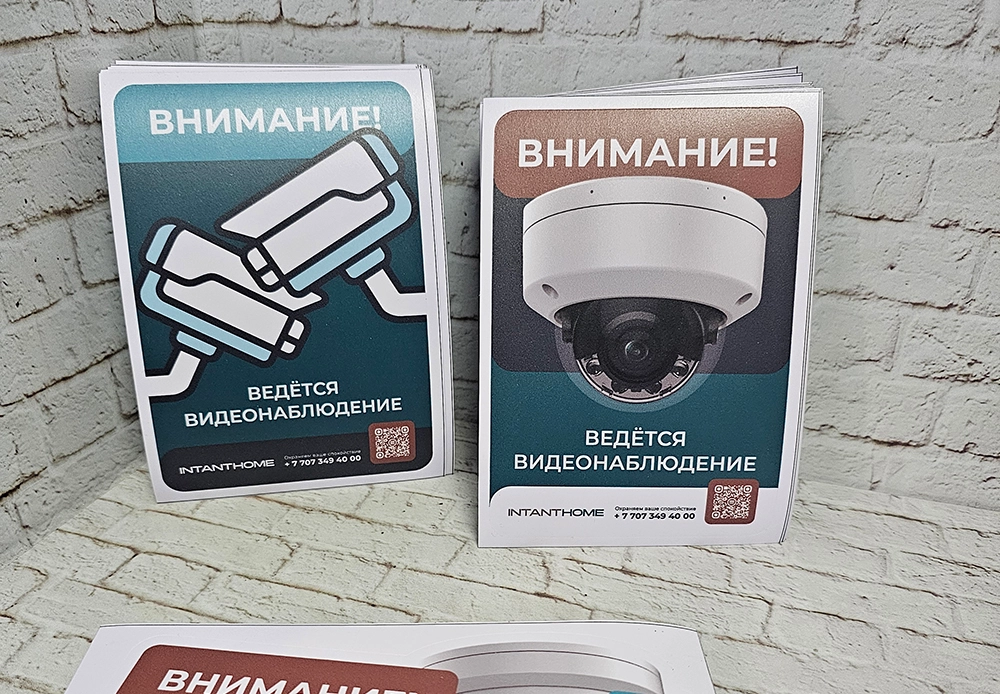 ВНИМАНИЕ!
ВЕДЁТСЯ
ВИДЕОНАБЛЮДЕНИЕ
INTANTHOME
Охраняем ваше спокойствие
+ 7 707 349 40 00
ВНИМАНИЕ!
ВЕДЁТСЯ
ВИДЕОНАБЛЮДЕНИЕ
INTANTHOME
Охраняем ваше спокойствие
+ 7 707 349 40 00
ВНИМАНИЕ!